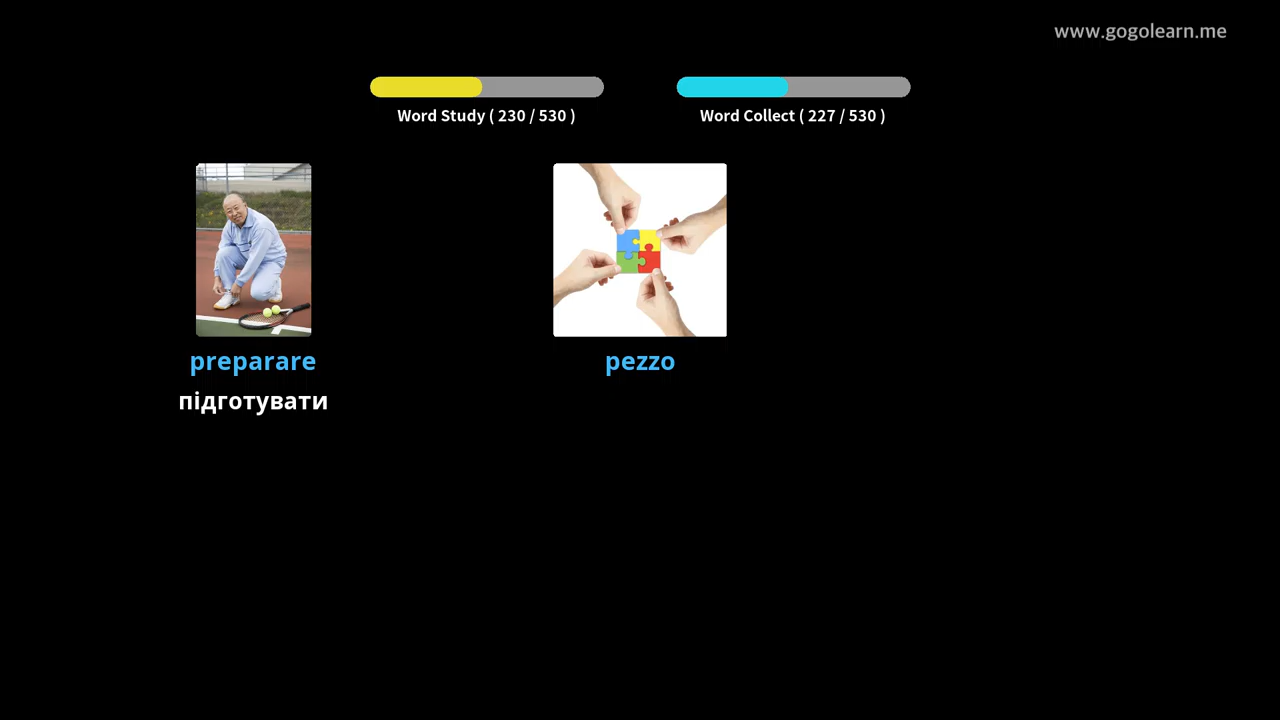 www.gogolearn.me
Word Study ( 230 / 530 )
Word Collect ( 227 / 530 )
preparare
підготувати
pezzo